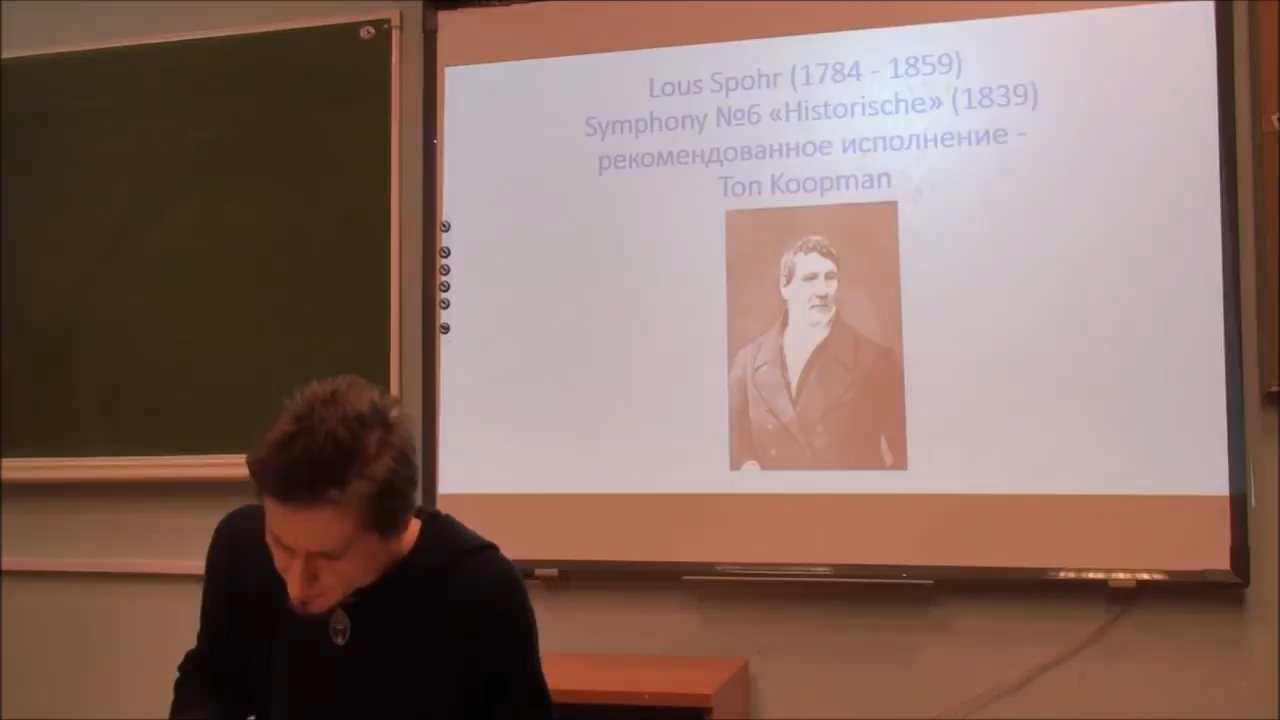 Lous Spohr (1784 - 1859)
Symphony №6 «Historische» (1839)
рекомендованное исполнение -
Ton Koopman